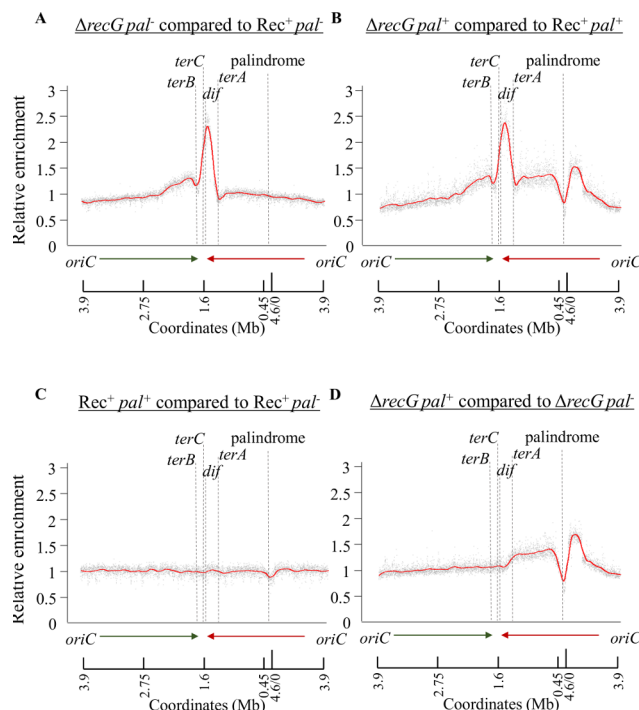 A ΔrecG pal- compared to Rec+ pal-
terC palindrome
terB terA
dif
Relative enrichment
3
2.5
2
1.5
1
0.5
0
oriC oriC
3.9 2.75 1.6 0.45 4.6/0 3.9
Coordinates (Mb)
B ΔrecG pal+ compared to Rec+ pal+
terC palindrome
terB terA
dif
Relative enrichment
3
2.5
2
1.5
1
0.5
0
oriC
3.9 2.75 1.6 0.45 4.6/0 3.9
Coordinates (Mb)
C Rec+ pal+ compared to Rec+ pal-
terC palindrome
terB terA
dif
Relative enrichment
3
2.5
2
1.5
1
0.5
0
oriC oriC
3.9 2.75 1.6 0.45 4.6/0 3.9
Coordinates (Mb)
D ΔrecG pal+ compared to ΔrecG pal-
terC palindrome
terB terA
dif
Relative enrichment
3
2.5
2
1.5
1
0.5
0
oriC
3.9 2.75 1.6 0.45 4.6/0 3.9
Coordinates (Mb)